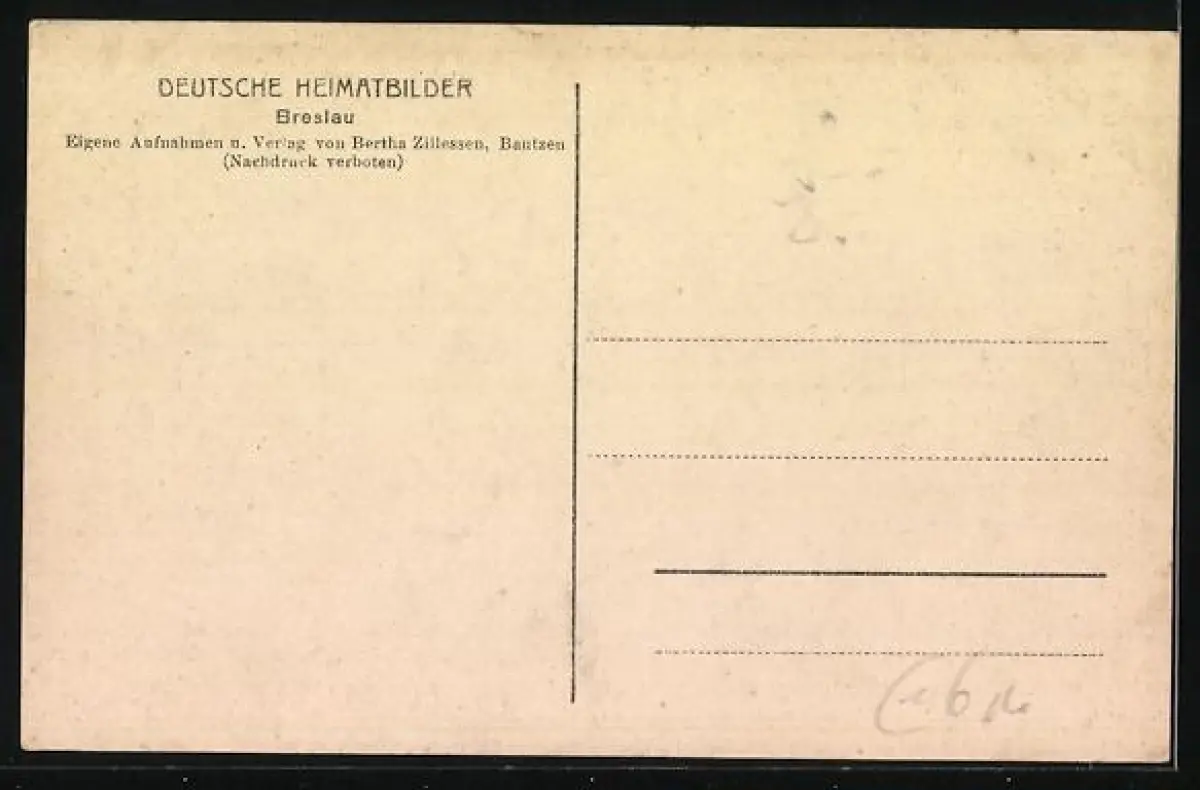 DEUTSCHE HEIMATBILDER
Breslau
Eigene Aufnahmen u. Verlag von Bertha Zillessen, Bautzen
(Nachdruck verboten)